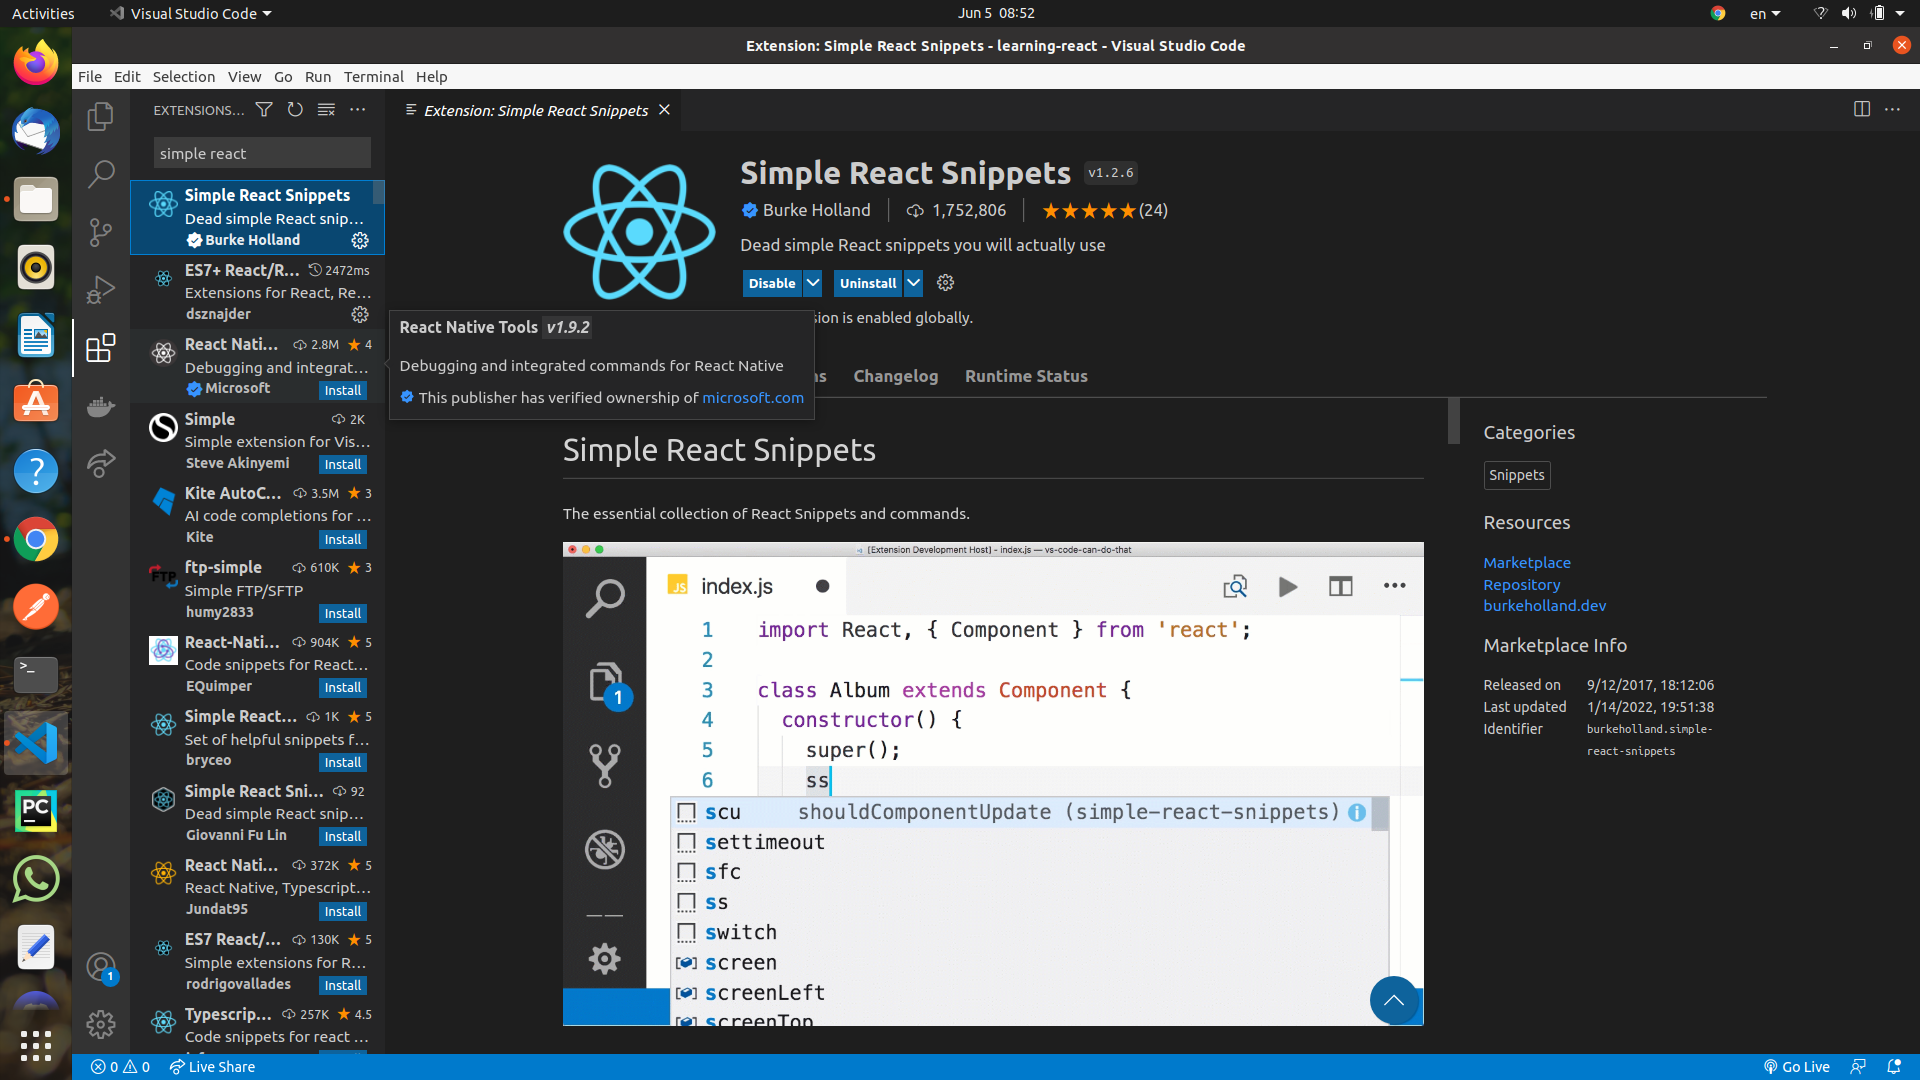 Activities
Visual Studio Code
Jun 5 08:52
en
Extension: Simple React Snippets - learning-react - Visual Studio Code
File Edit Selection View Go Run Terminal Help
EXTENSIONS...
simple react
Simple React Snippets
Dead simple React snip...
Burke Holland
ES7+ React/R... 2472ms
Extensions for React, Re...
dsznajder
React Nati... 2.8M 4
Debugging and integrat...
Microsoft Install
Simple 2K
Simple extension for Vis...
Steve Akinyemi Install
Kite AutoC... 3.5M 3
AI code completions for ...
Kite Install
ftp-simple 610K 3
FTP
Simple FTP/SFTP
humy2833 Install
React-Nati... 904K 5
Code snippets for React...
EQuimper Install
Simple React... 1K 5
Set of helpful snippets f...
bryceo Install
Simple React Sni... 92
Dead simple React snip...
Giovanni Fu Lin Install
React Nati... 372K 5
React Native, Typescript...
Jundat95 Install
ES7 React/... 130K 5
Simple extensions for R...
rodrigovallades Install
Typescrip... 257K 4.5
Code snippets for react ...
Extension: Simple React Snippets
Simple React Snippets v1.2.6
Burke Holland 1,752,806 (24)
Dead simple React snippets you will actually use
Disable Uninstall
sion is enabled globally.
React Native Tools v1.9.2
Debugging and integrated commands for React Native
This publisher has verified ownership of microsoft.com
ns Changelog Runtime Status
Simple React Snippets
The essential collection of React Snippets and commands.
[Extension Development Host] - index.js — vs-code-can-do-that
JS index.js
1 import React, { Component } from 'react';
2
3 class Album extends Component {
4 constructor() {
5 super();
6 ss
1
scu shouldComponentUpdate (simple-react-snippets)
settimeout
sfc
ss
switch
screen
screenLeft
screenTop
Categories
Snippets
Resources
Marketplace
Repository
burkeholland.dev
Marketplace Info
Released on 9/12/2017, 18:12:06
Last updated 1/14/2022, 19:51:38
Identifier burkeholland.simple-
react-snippets
PC
1
0 0 Live Share
Go Live